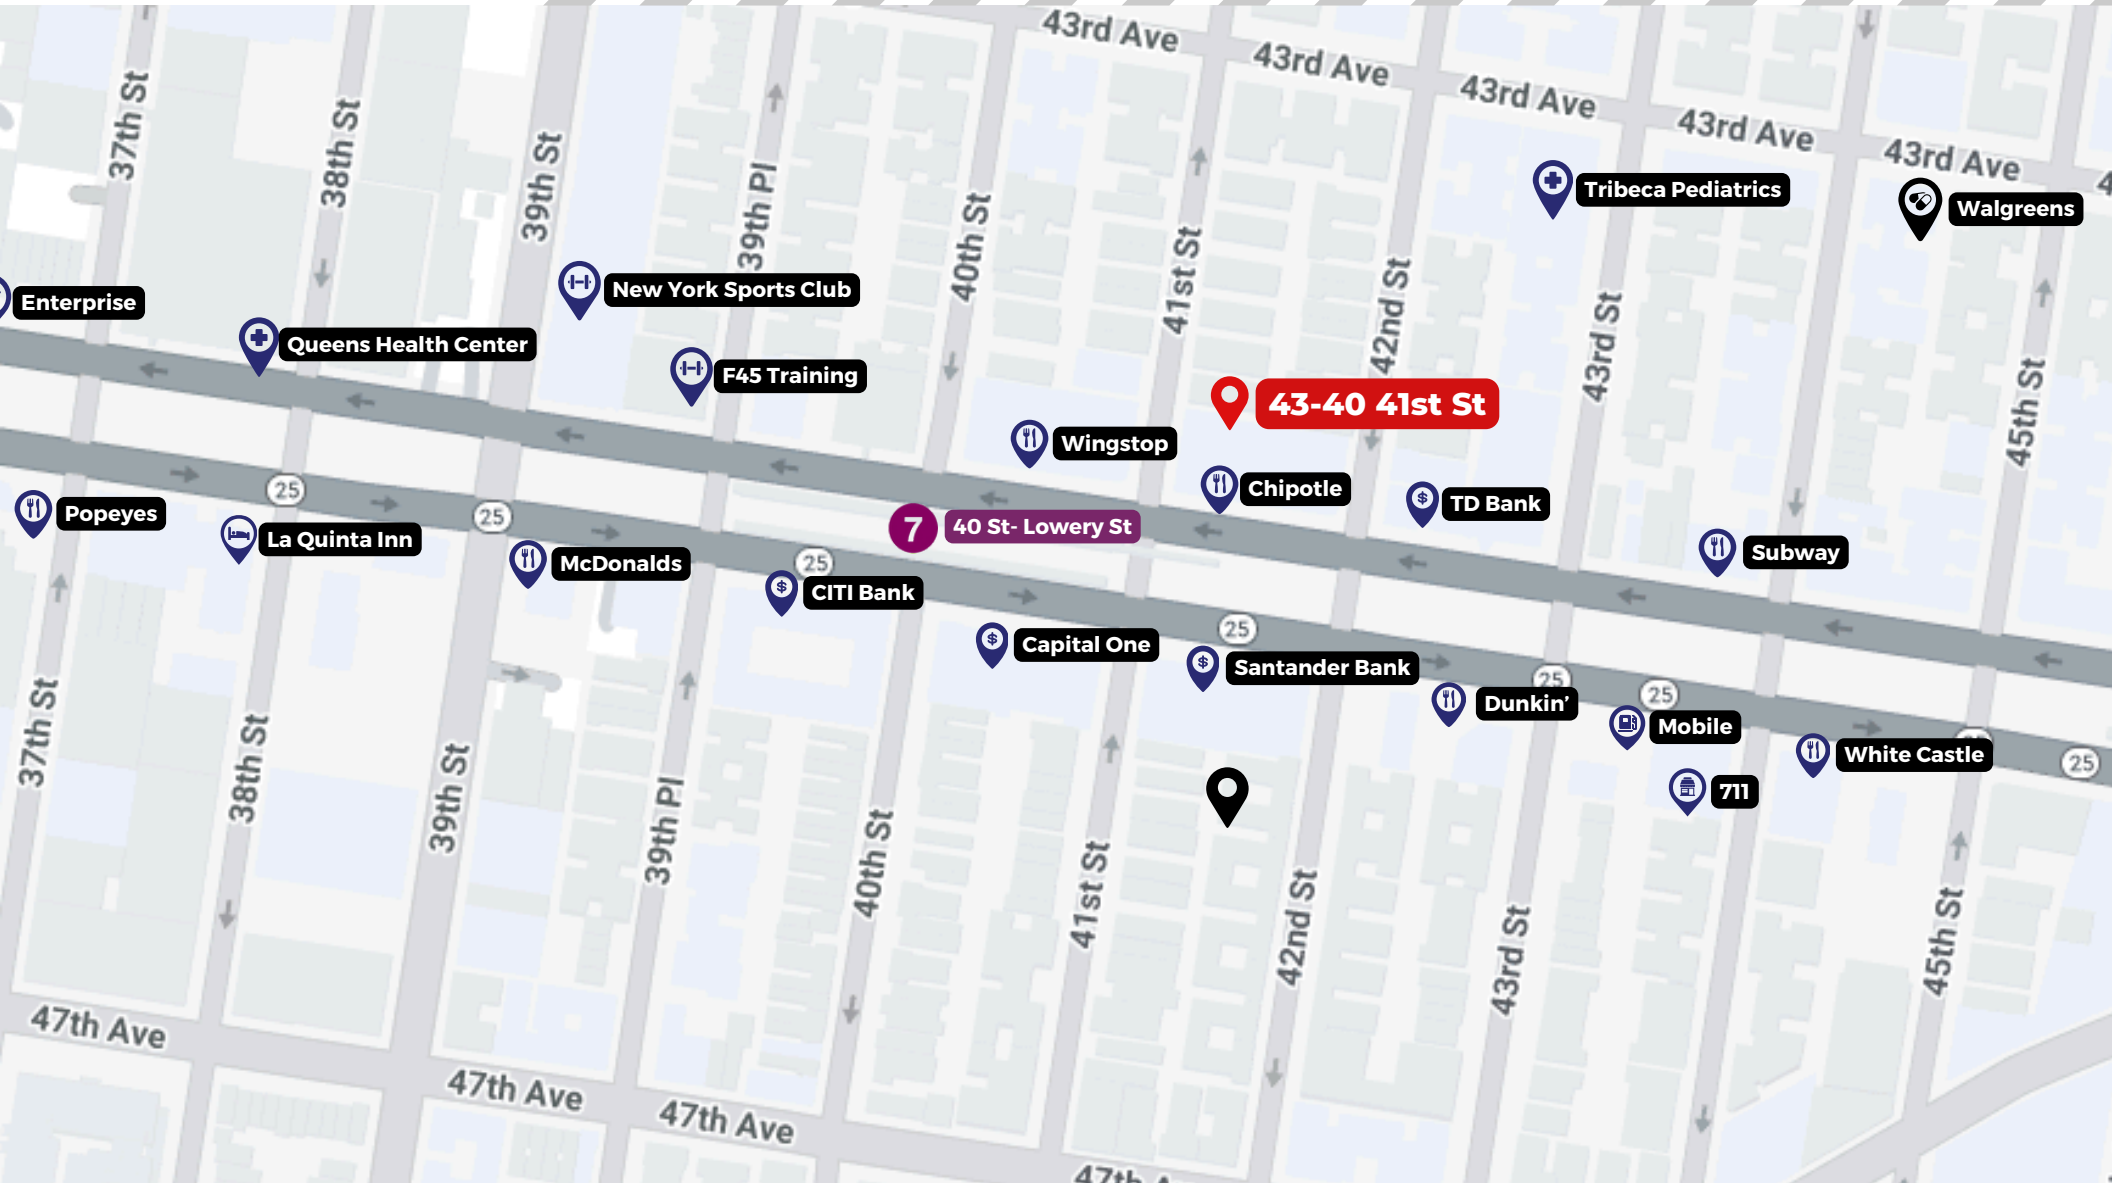 43rd Ave
43rd Ave
43rd Ave
43rd Ave
43rd Ave
37th St
38th St
39th St
39th Pl
40th St
41st St
42nd St
43rd St
45th St
Tribeca Pediatrics
Walgreens
Enterprise
New York Sports Club
Queens Health Center
F45 Training
43-40 41st St
Wingstop
Chipotle
TD Bank
25
25
Popeyes
La Quinta Inn
7
40 St- Lowery St
Subway
McDonalds
25
CITI Bank
Capital One
25
Santander Bank
25
Dunkin’
25
Mobile
White Castle
25
711
37th St
38th St
39th St
39th Pl
40th St
41st St
42nd St
43rd St
45th St
47th Ave
47th Ave
47th Ave